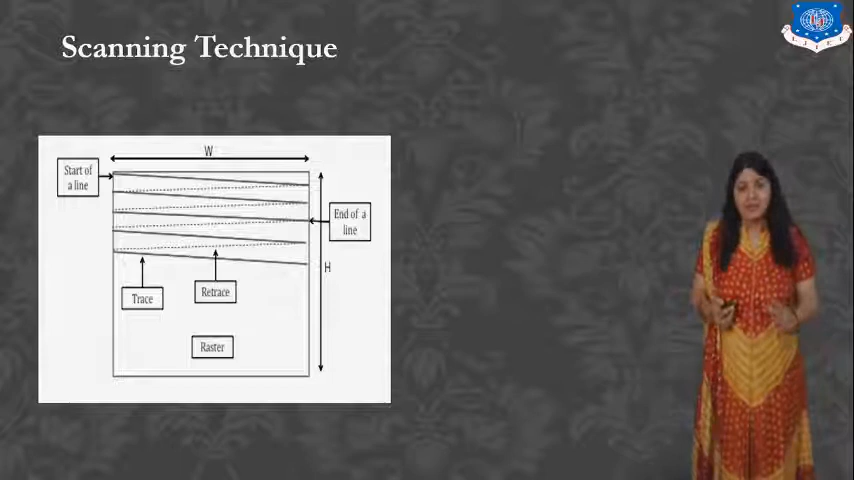 Scanning Technique
W
Start of
a line
End of a
line
H
Trace
Retrace
Raster
L J I E I